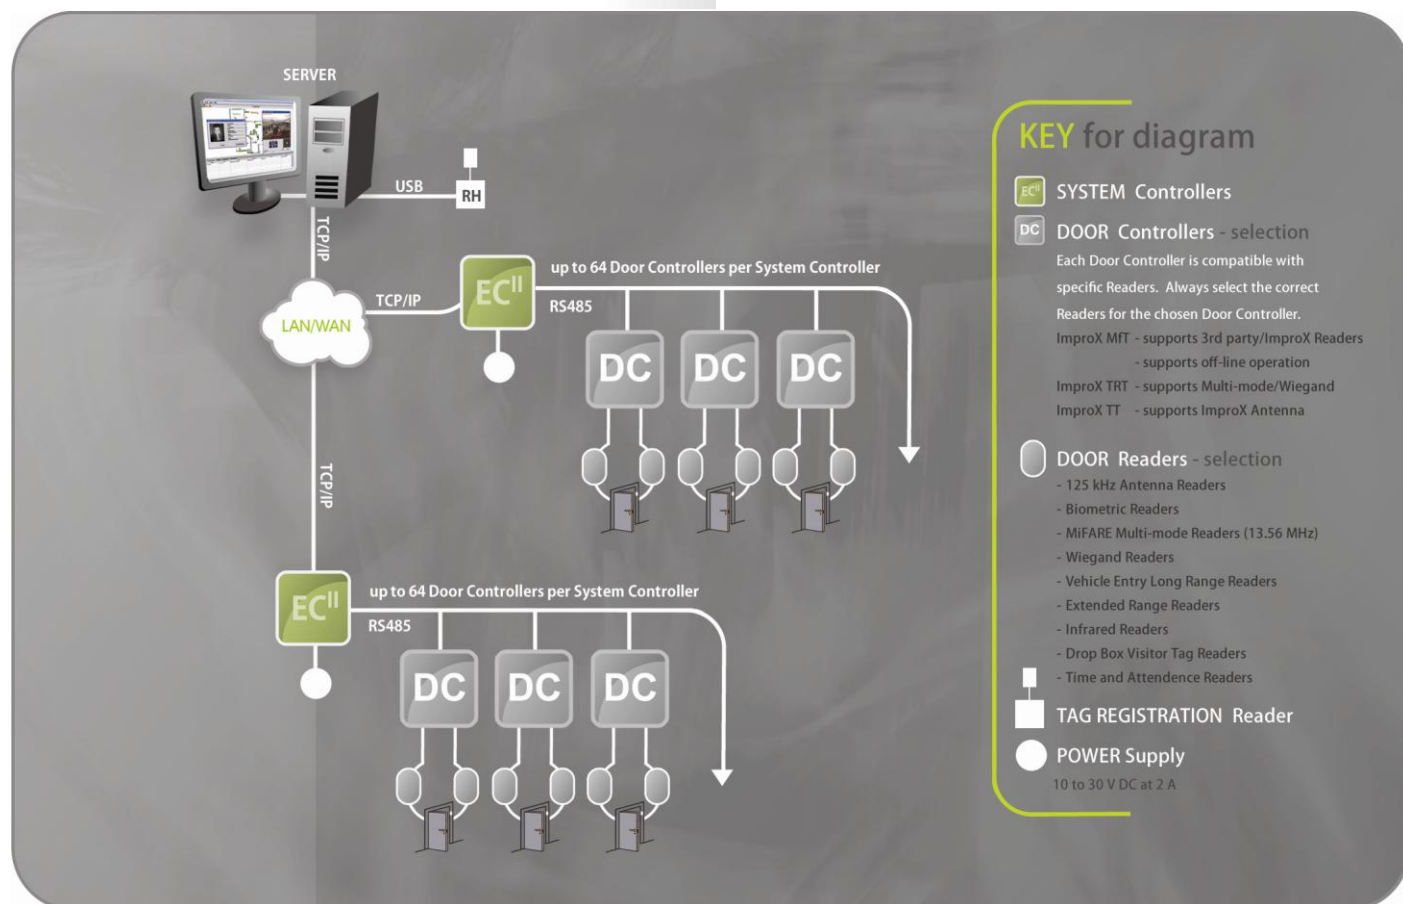 SERVER
USB
RH
TCP/IP
LAN/WAN
TCP/IP
EC II
up to 64 Door Controllers per System Controller
RS485
DC DC DC
TCP/IP
EC II
up to 64 Door Controllers per System Controller
RS485
DC DC DC
KEY for diagram
EC II SYSTEM Controllers
DC DOOR Controllers - selection
Each Door Controller is compatible with
specific Readers. Always select the correct
Readers for the chosen Door Controller.
ImproX MfT - supports 3rd party/ImproX Readers
- supports off-line operation
ImproX TRT - supports Multi-mode/Wiegand
ImproX TT - supports ImproX Antenna
DOOR Readers - selection
- 125 kHz Antenna Readers
- Biometric Readers
- MiFARE Multi-mode Readers (13.56 MHz)
- Wiegand Readers
- Vehicle Entry Long Range Readers
- Extended Range Readers
- Infrared Readers
- Drop Box Visitor Tag Readers
- Time and Attendence Readers
TAG REGISTRATION Reader
POWER Supply
10 to 30 V DC at 2 A